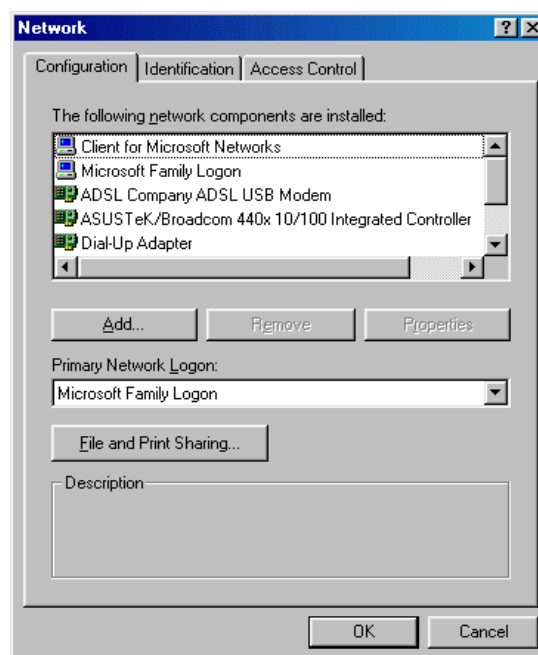 Network
Configuration Identification Access Control
The following network components are installed:
Client for Microsoft Networks
Microsoft Family Logon
ADSL Company ADSL USB Modem
ASUSTeK/Broadcom 440x 10/100 Integrated Controller
Dial-Up Adapter
Add... Remove Properties
Primary Network Logon:
Microsoft Family Logon
File and Print Sharing...
Description
OK Cancel